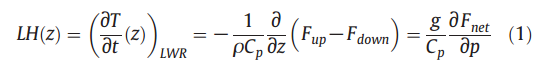 LH(z) = (∂T/∂t (z))_LWR = − 1/(ρC_p) ∂/∂z (F_up − F_down) = g/C_p ∂F_net/∂p (1)